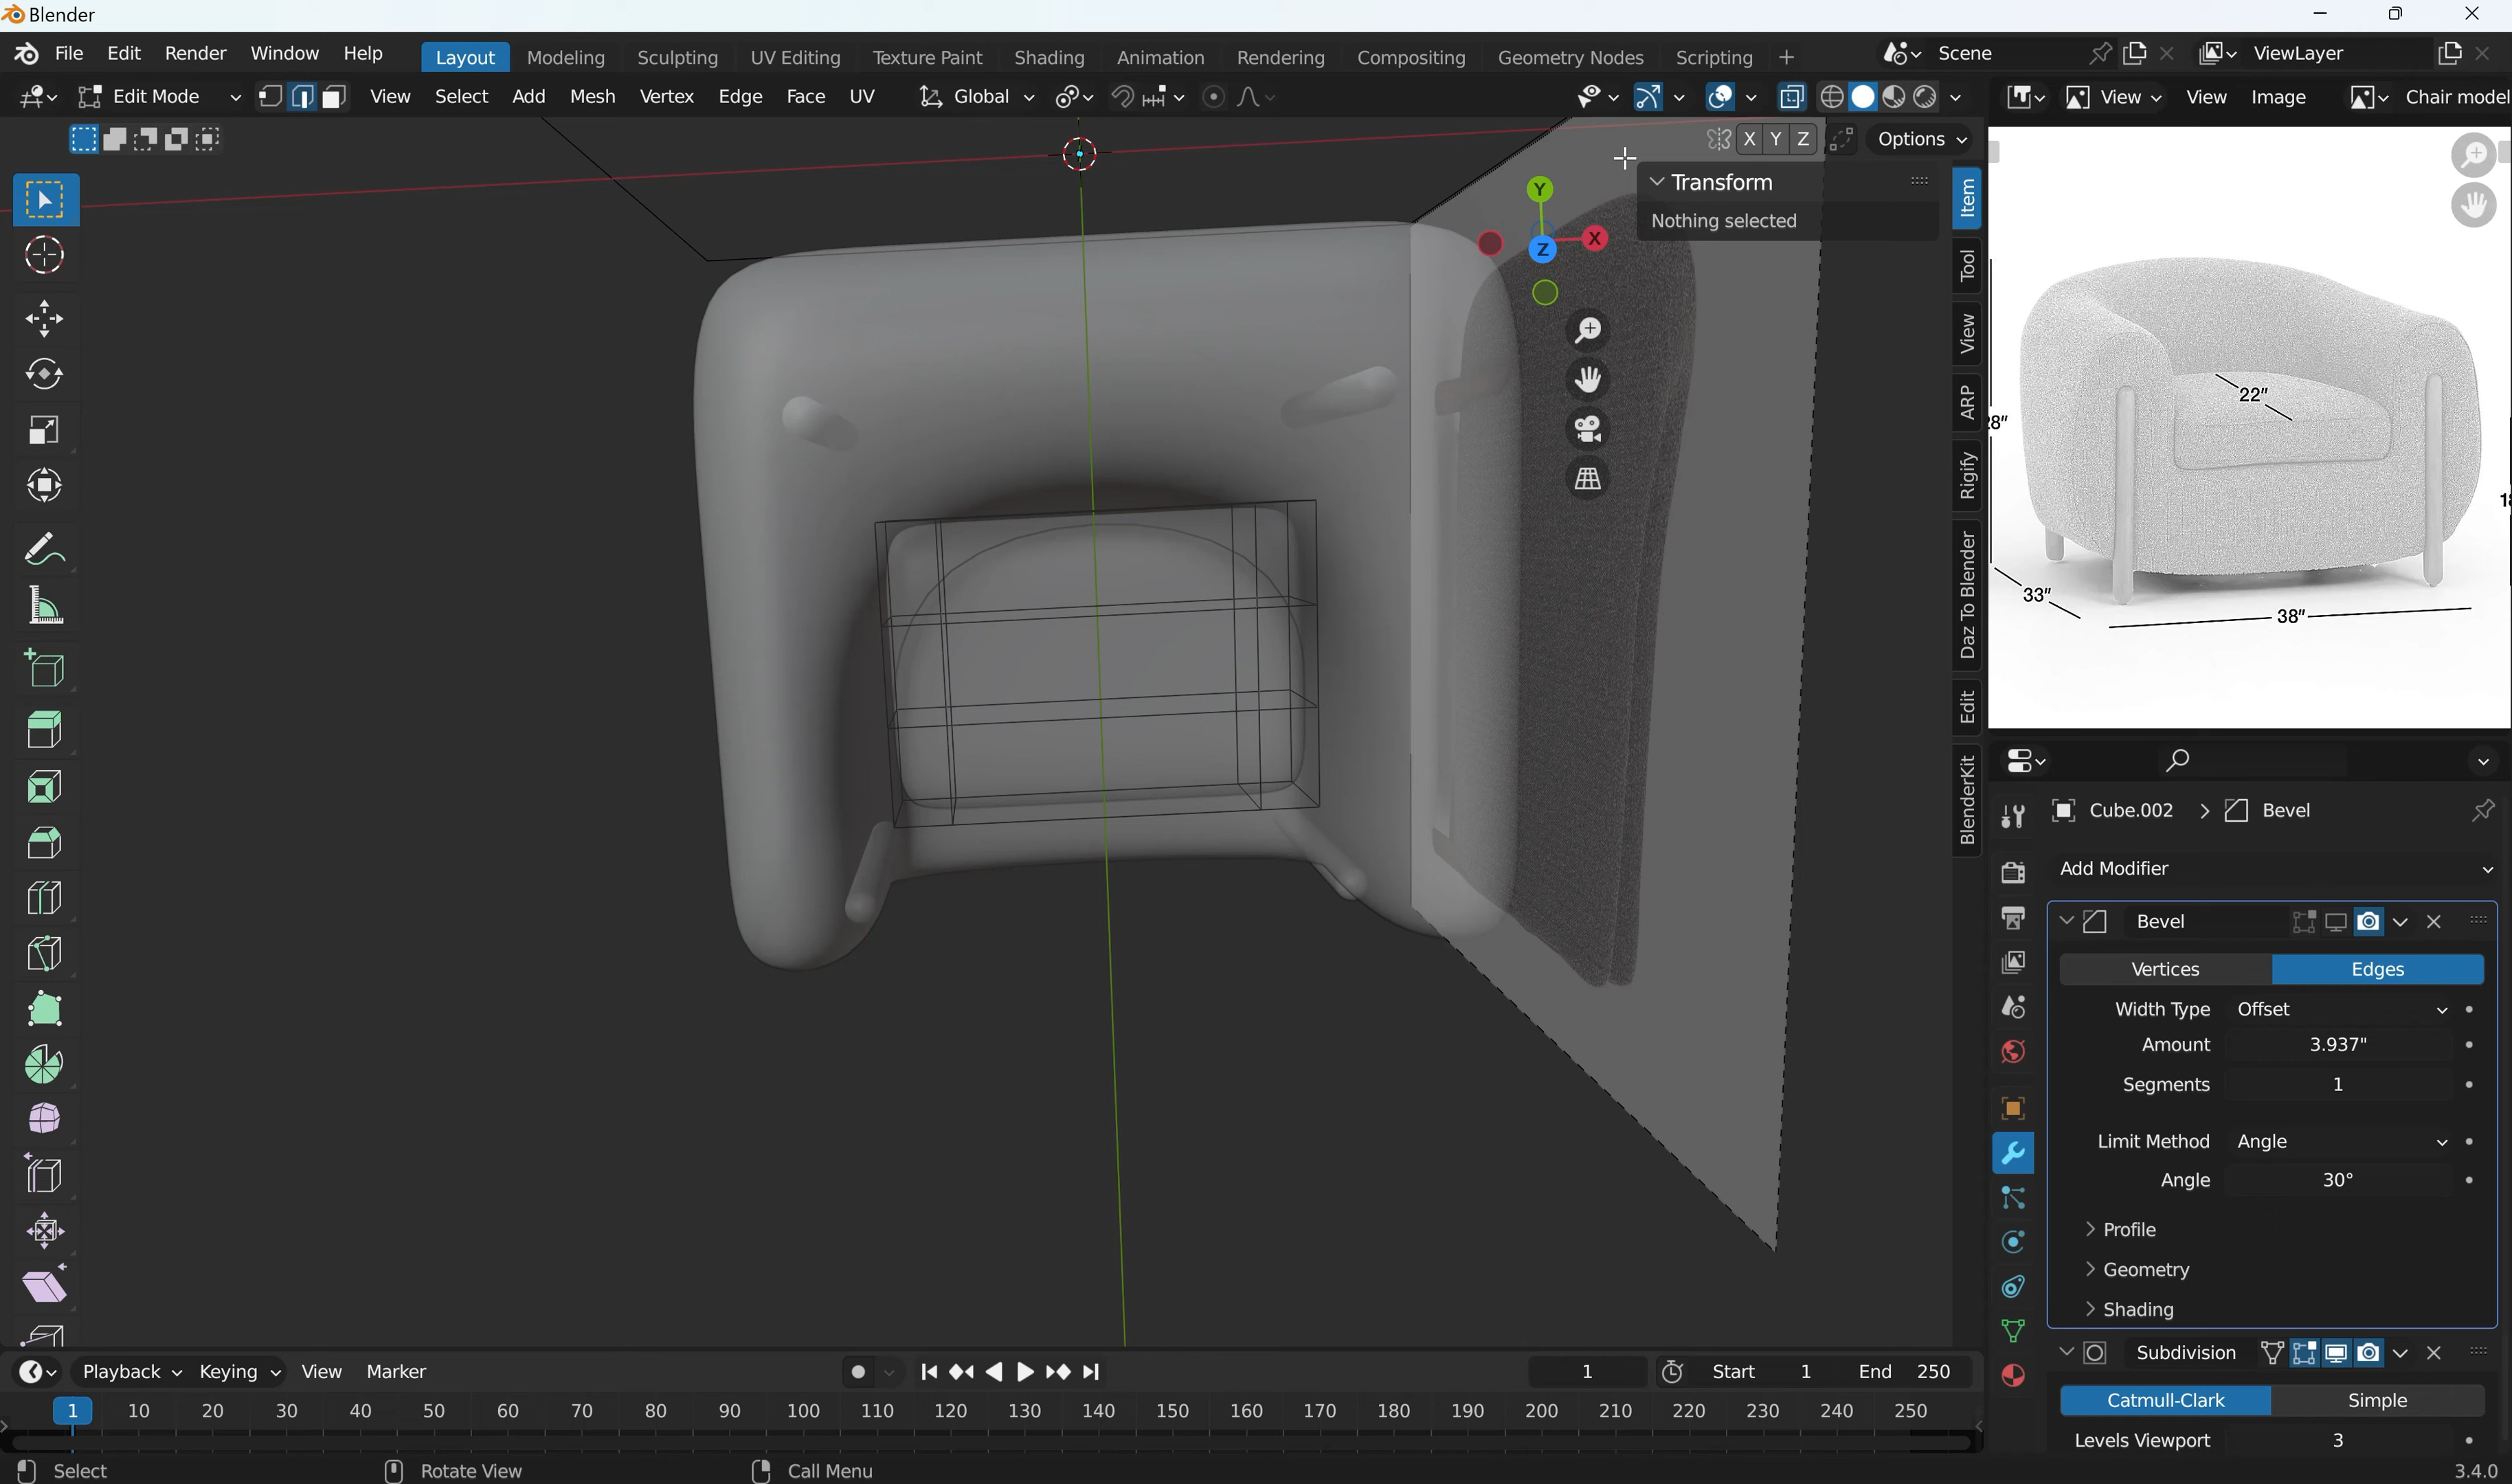 Blender
File Edit Render Window Help Layout Modeling Sculpting UV Editing Texture Paint Shading Animation Rendering Compositing Geometry Nodes Scripting + Scene ViewLayer
Edit Mode View Select Add Mesh Vertex Edge Face UV Global View View Image Chair model
X Y Z Options
Transform
Nothing selected
Y
X
Z
Item
Tool
View
ARP
Rigify
Daz To Blender
Edit
BlenderKit
22"
28"
18
33"
38"
Cube.002 > Bevel
Add Modifier
Bevel
Vertices Edges
Width Type Offset
Amount 3.937"
Segments 1
Limit Method Angle
Angle 30°
Profile
Geometry
Shading
Subdivision
Catmull-Clark Simple
Levels Viewport 3
Playback Keying View Marker 1 Start 1 End 250
1 10 20 30 40 50 60 70 80 90 100 110 120 130 140 150 160 170 180 190 200 210 220 230 240 250
Select Rotate View Call Menu 3.4.0